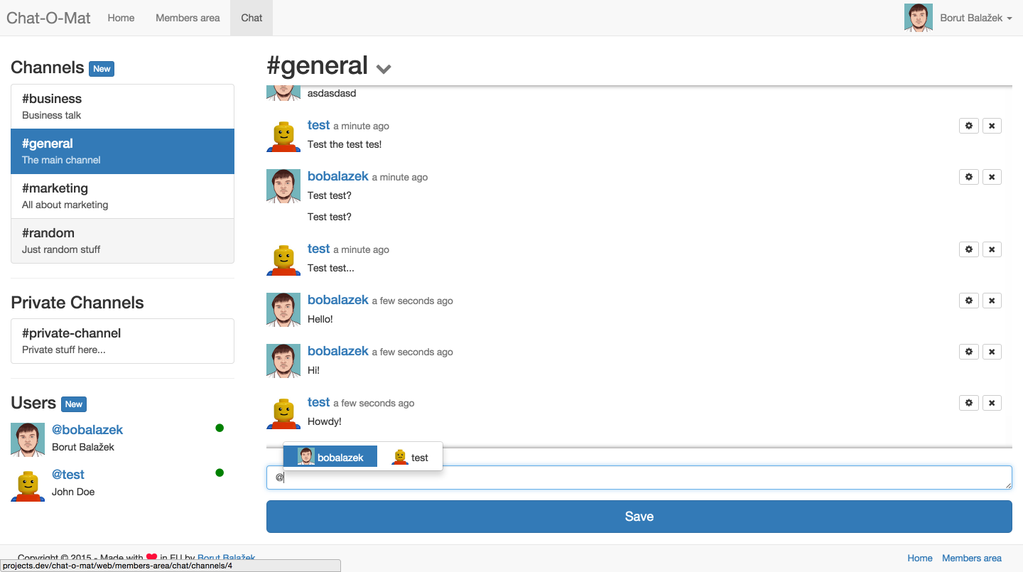 Chat-O-Mat Home Members area Chat Borut Balažek
Channels New
#business
Business talk
#general
The main channel
#marketing
All about marketing
#random
Just random stuff
Private Channels
#private-channel
Private stuff here...
Users New
@bobalazek
Borut Balažek
@test
John Doe
#general
asdasdasd
test a minute ago
Test the test tes!
bobalazek a minute ago
Test test?
Test test?
test a minute ago
Test test...
bobalazek a few seconds ago
Hello!
bobalazek a few seconds ago
Hi!
test a few seconds ago
Howdy!
bobalazek test
@
Save
Copyright © 2015 - Made with ❤ in EU by Borut Balažek Home Members area
projects.dev/chat-o-mat/web/members-area/chat/channels/4